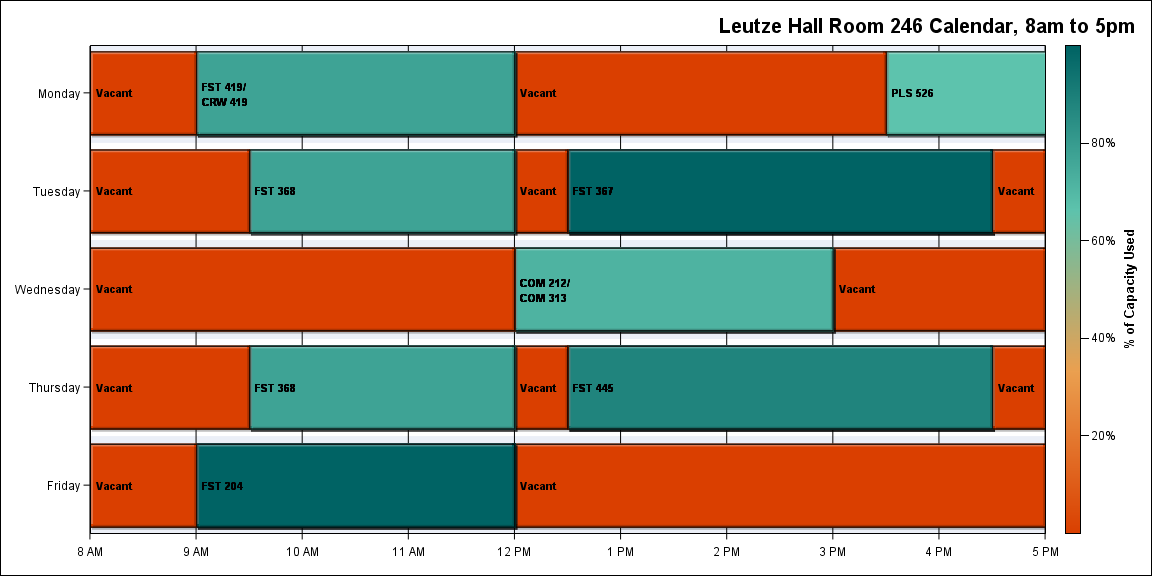 Leutze Hall Room 246 Calendar, 8am to 5pm
Monday
Vacant
FST 419/
CRW 419
Vacant
PLS 526
Tuesday
Vacant
FST 368
Vacant
FST 367
Vacant
Wednesday
Vacant
COM 212/
COM 313
Vacant
Thursday
Vacant
FST 368
Vacant
FST 445
Vacant
Friday
Vacant
FST 204
Vacant
8 AM
9 AM
10 AM
11 AM
12 PM
1 PM
2 PM
3 PM
4 PM
5 PM
80%
60%
40%
20%
% of Capacity Used